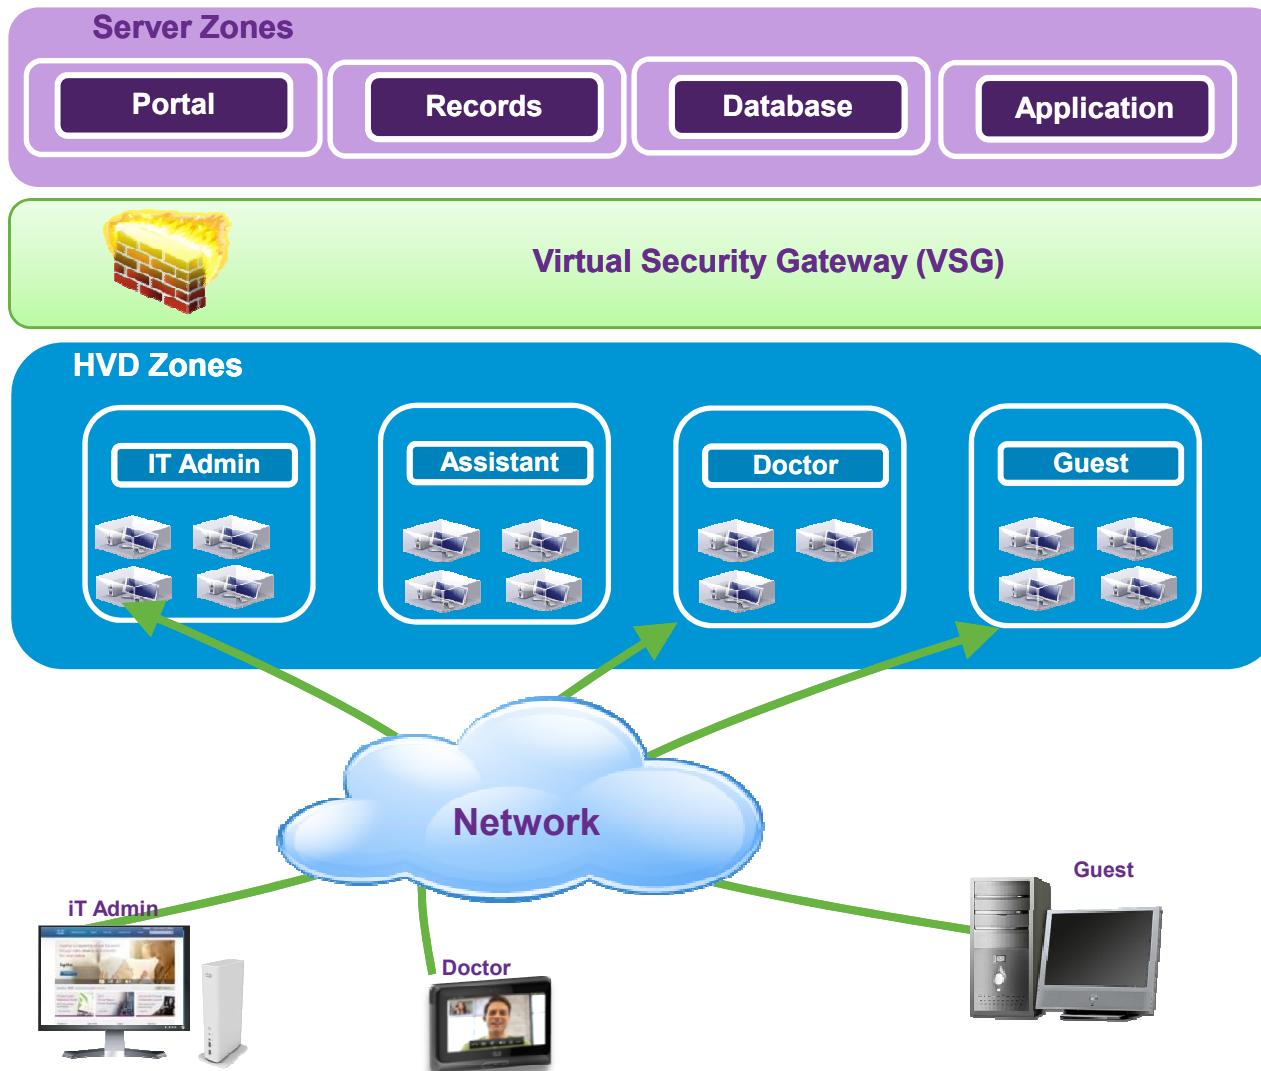 Server Zones
Portal
Records
Database
Application
Virtual Security Gateway (VSG)
HVD Zones
IT Admin
Assistant
Doctor
Guest
Network
Guest
iT Admin
Doctor